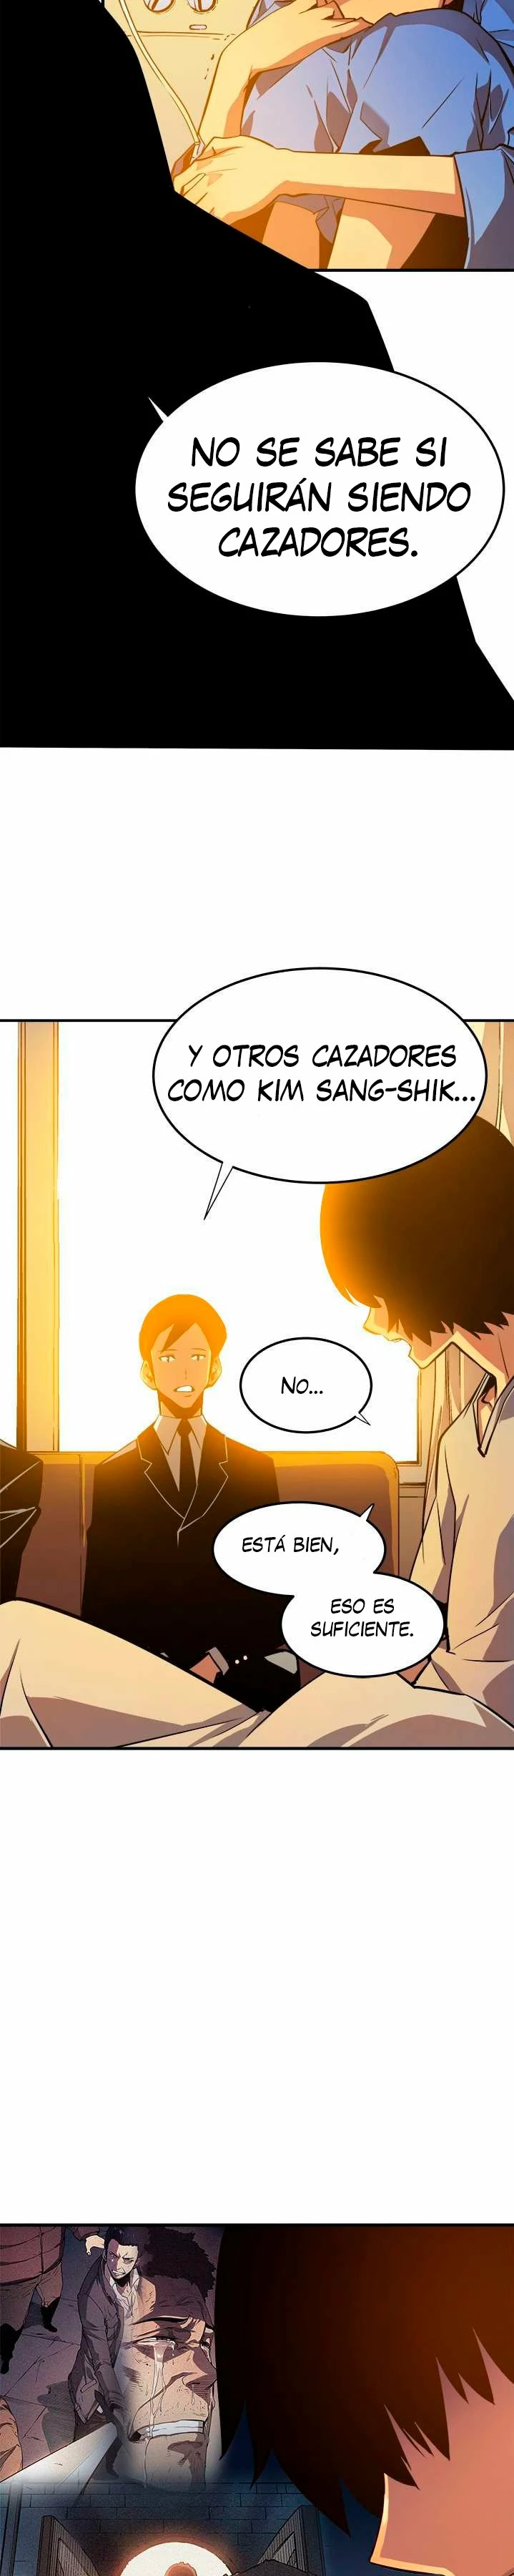 NO SE SABE SI
SEGUIRÁN SIENDO
CAZADORES.
Y OTROS CAZADORES
COMO KIM SANG-SHIK...
NO...
ESTÁ BIEN,
ESO ES
SUFICIENTE.